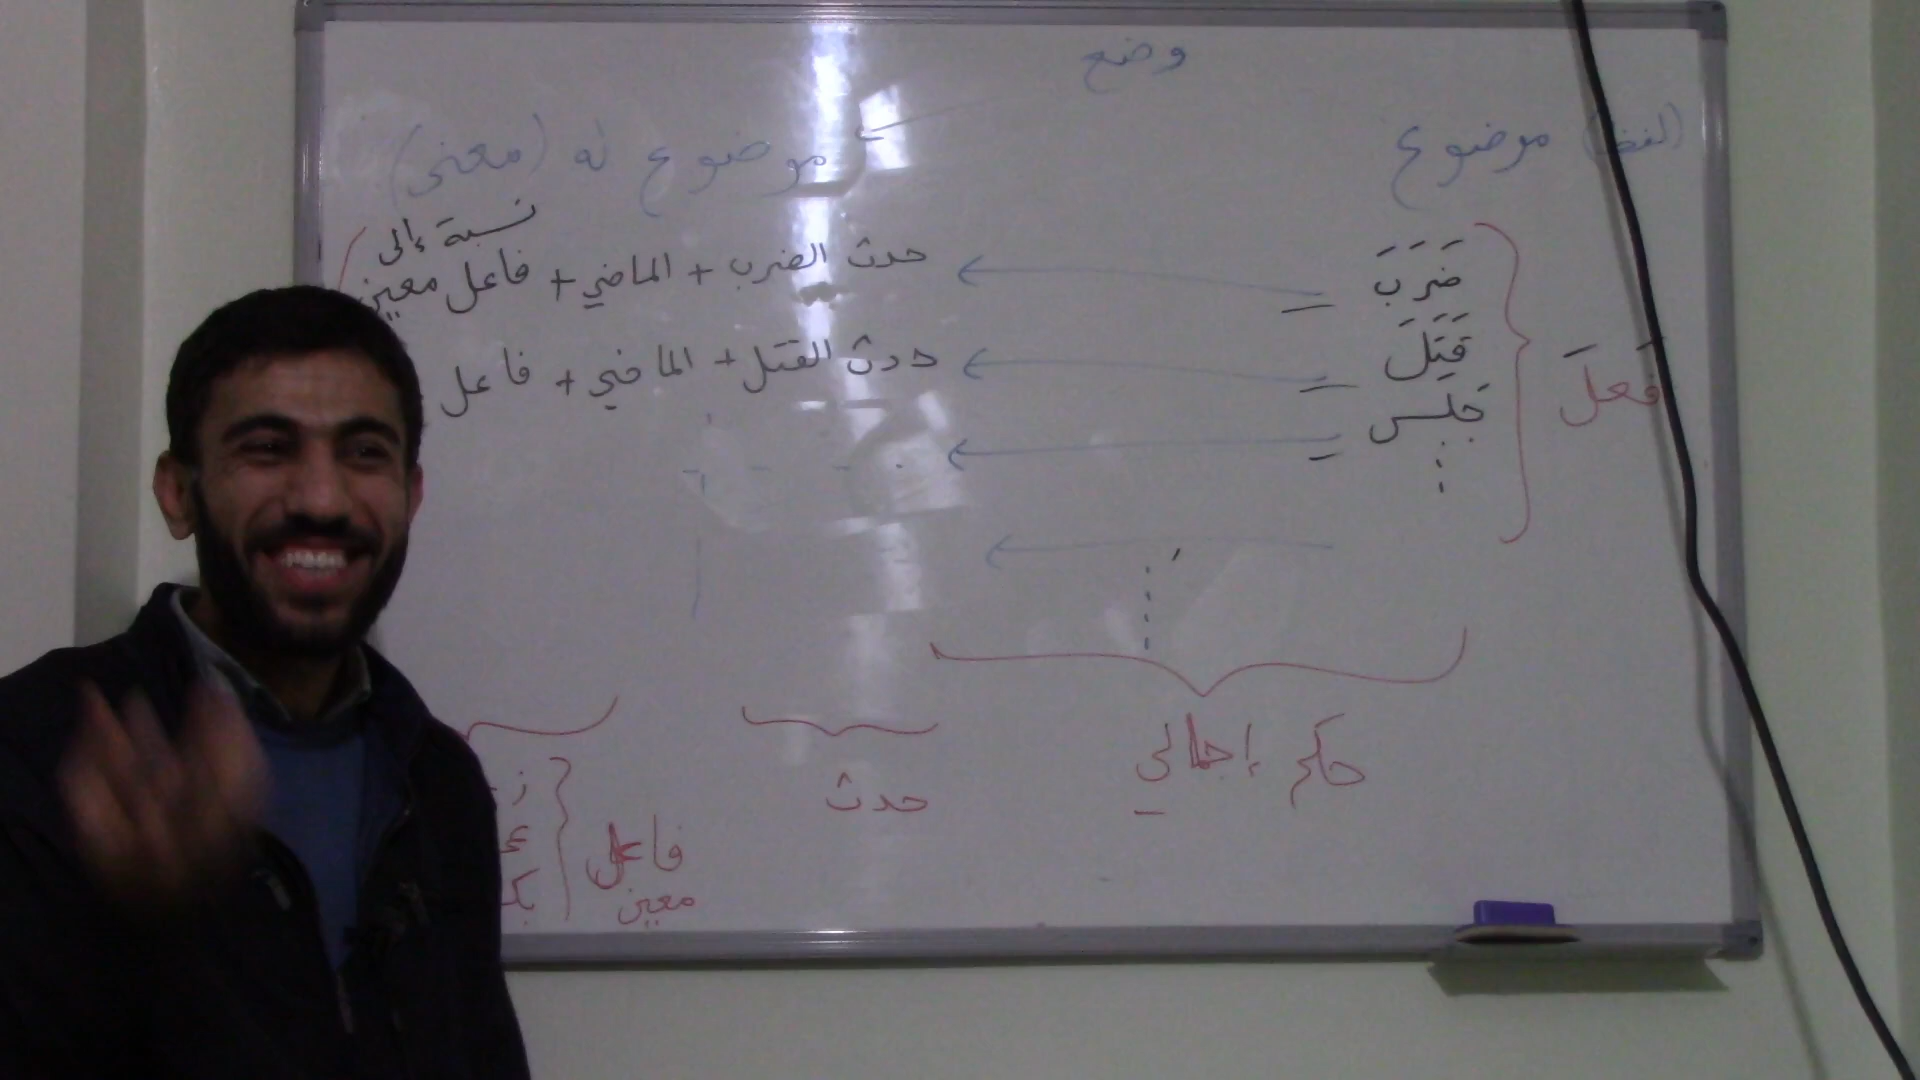 وضع
(لفظ) موضوع
موضوع له (معنى)
فَعَلَ
ضَرَبَ
حدث الضرب + الماضي + نسبة إلى فاعل معين
قَتَلَ
حدث القتل + الماضي + فاعل
جَلَسَ
حكم إجمالي
حدث
فاعل
معين